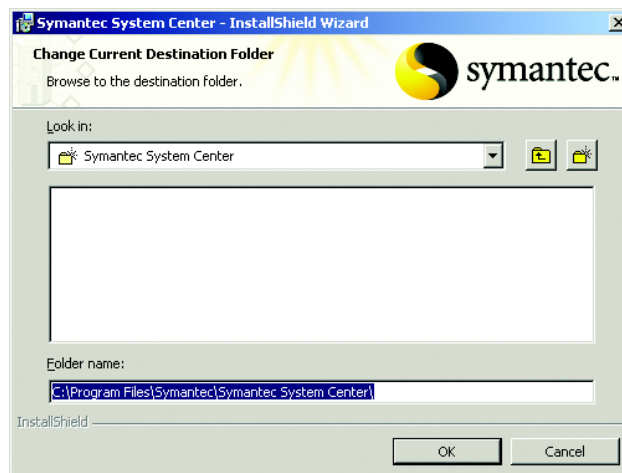 Symantec System Center - InstallShield Wizard
Change Current Destination Folder
Browse to the destination folder.
symantec™
Look in:
Symantec System Center
Folder name:
C:\Program Files\Symantec\Symantec System Center\
InstallShield
OK
Cancel